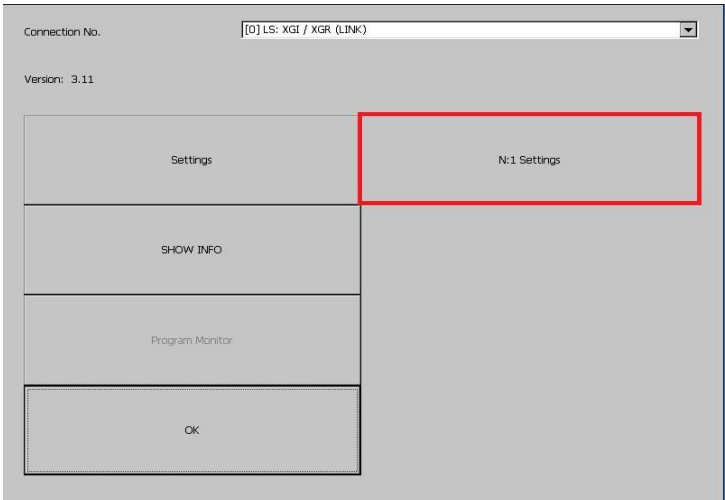 Connection No. [0] LS: XGI / XGR (LINK)
Version: 3.11
Settings N:1 Settings
SHOW INFO
Program Monitor
OK